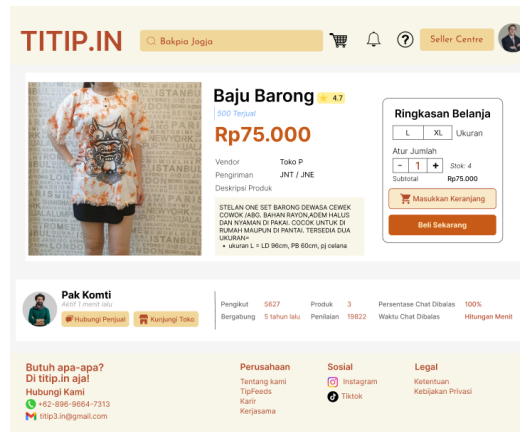 TITIP.IN
Bakpia Jogja
Seller Centre
Baju Barong
4.7
500 Terjual
Rp75.000
Vendor Toko P
Pengiriman JNT / JNE
Deskripsi Produk
STELAN ONE SET BARONG DEWASA CEWEK
COWOK /ABG. BAHAN RAYON,ADEM HALUS
DAN NYAMAN DI PAKAI. COCOK UNTUK DI
RUMAH MAUPUN DI PANTAI. TERSEDIA DUA
UKURAN=
• ukuran L = LD 96cm, PB 60cm, pj celana
Ringkasan Belanja
L XL Ukuran
Atur Jumlah
- 1 + Stok: 4
Subtotal Rp75.000
Masukkan Keranjang
Beli Sekarang
Pak Komti
Aktif 1 menit lalu
Hubungi Penjual Kunjungi Toko
Pengikut 5627 Produk 3 Persentase Chat Dibalas 100%
Bergabung 5 tahun lalu Penilaian 19822 Waktu Chat Dibalas Hitungan Menit
Butuh apa-apa?
Di titip.in aja!
Hubungi Kami
+62-896-9664-7313
titip3.in@gmail.com
Perusahaan
Tentang kami
TipFeeds
Karir
Kerjasama
Sosial
Instagram
Tiktok
Legal
Ketentuan
Kebijakan Privasi